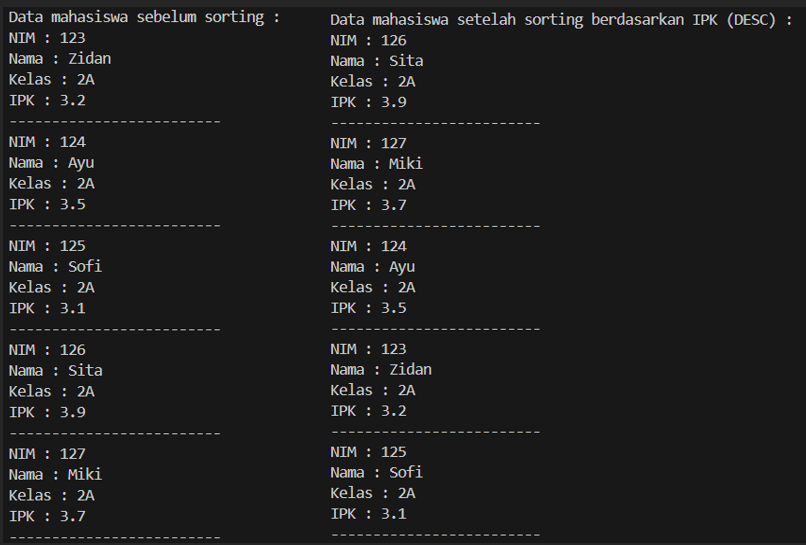 Data mahasiswa sebelum sorting :
NIM : 123
Nama : Zidan
Kelas : 2A
IPK : 3.2
-------------------------
NIM : 124
Nama : Ayu
Kelas : 2A
IPK : 3.5
-------------------------
NIM : 125
Nama : Sofi
Kelas : 2A
IPK : 3.1
-------------------------
NIM : 126
Nama : Sita
Kelas : 2A
IPK : 3.9
-------------------------
NIM : 127
Nama : Miki
Kelas : 2A
IPK : 3.7
-------------------------
Data mahasiswa setelah sorting berdasarkan IPK (DESC) :
NIM : 126
Nama : Sita
Kelas : 2A
IPK : 3.9
-------------------------
NIM : 127
Nama : Miki
Kelas : 2A
IPK : 3.7
-------------------------
NIM : 124
Nama : Ayu
Kelas : 2A
IPK : 3.5
-------------------------
NIM : 123
Nama : Zidan
Kelas : 2A
IPK : 3.2
-------------------------
NIM : 125
Nama : Sofi
Kelas : 2A
IPK : 3.1
-------------------------